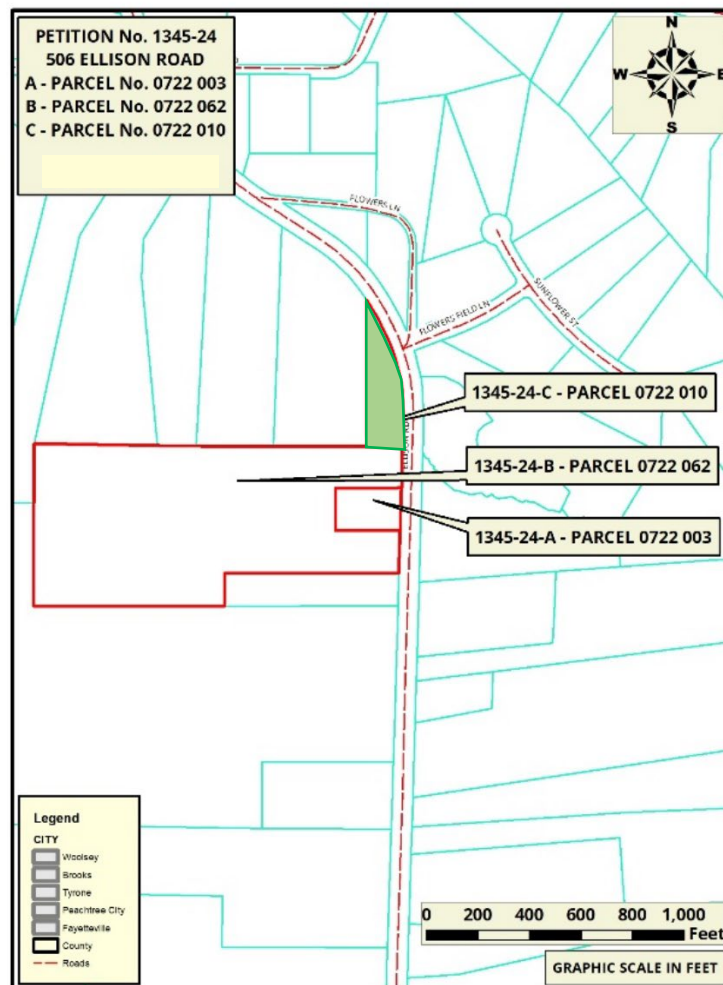 PETITION No. 1345-24
506 ELLISON ROAD
A - PARCEL No. 0722 003
B - PARCEL No. 0722 062
C - PARCEL No. 0722 010
N
W
E
S
FLOWERS LN
FLOWERS FIELD LN
SUNFLOWER ST
1345-24-C - PARCEL 0722 010
ELLISON RD
1345-24-B - PARCEL 0722 062
1345-24-A - PARCEL 0722 003
Legend
CITY
Woolsey
Brooks
Tyrone
Peachtree City
Fayetteville
County
Roads
0 200 400 600 800 1,000
Feet
GRAPHIC SCALE IN FEET